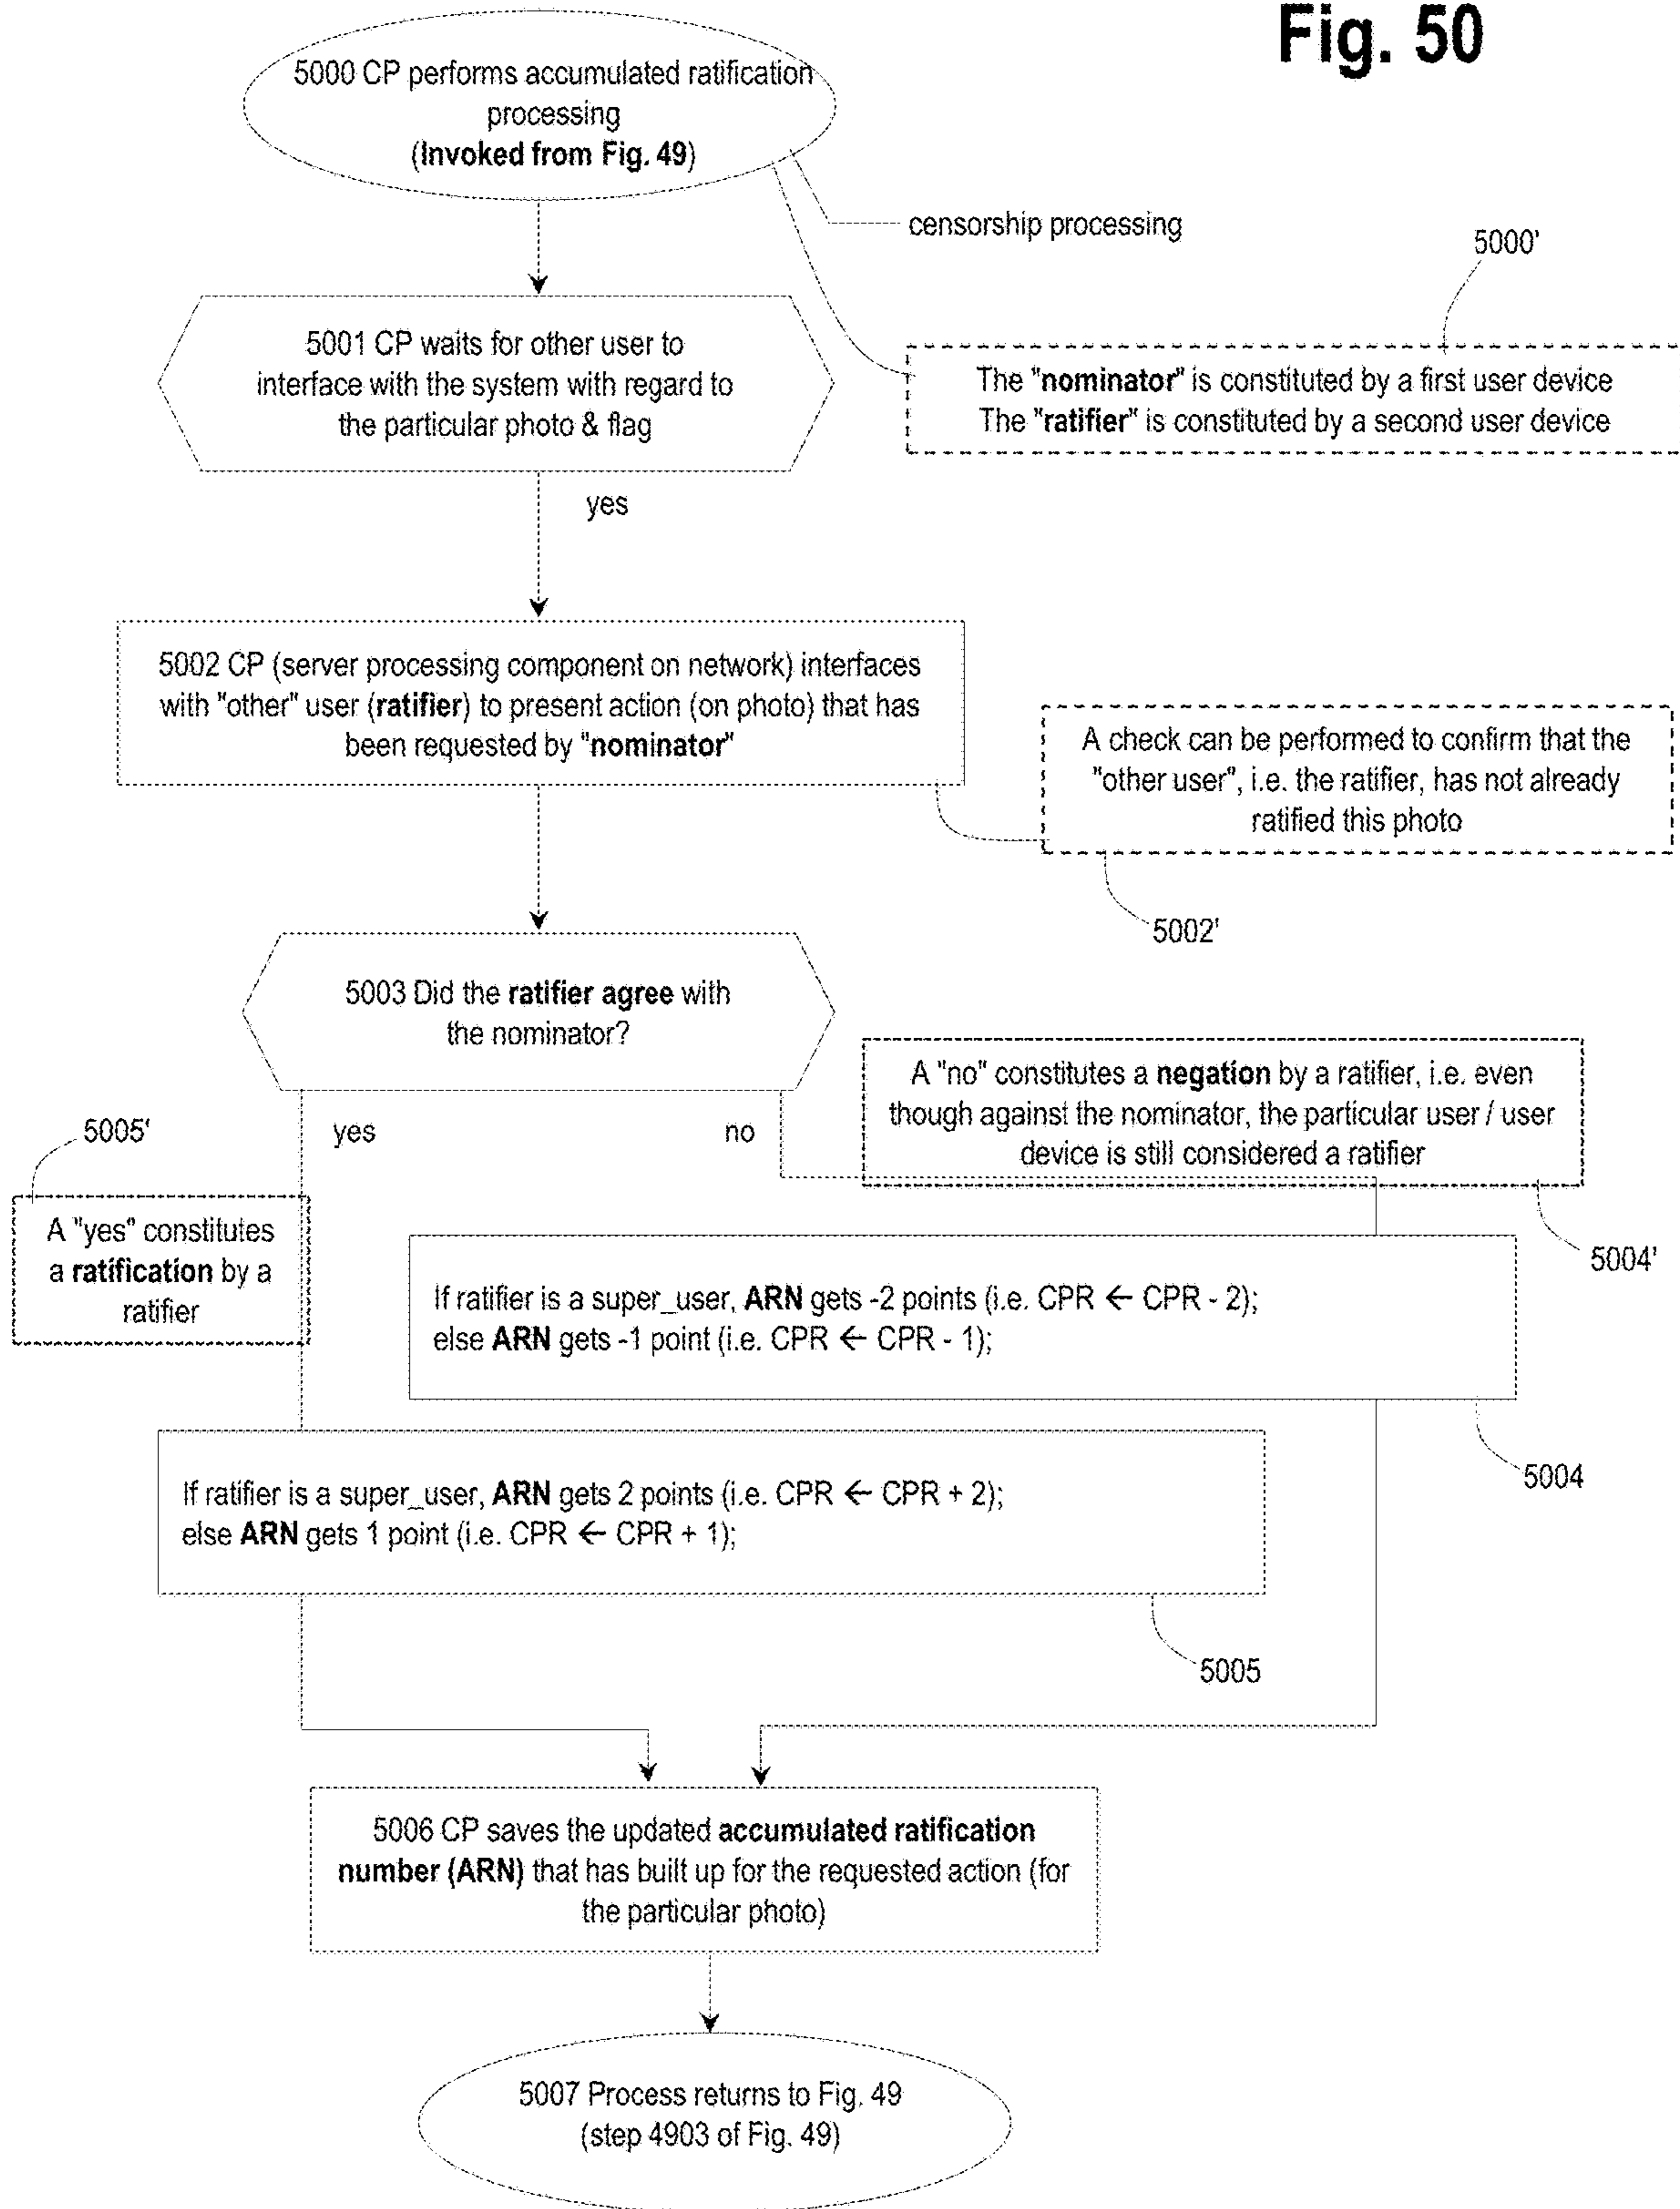 Fig. 50
5000 CP performs accumulated ratification
processing
(Invoked from Fig. 49)
censorship processing
5000'
5001 CP waits for other user to
interface with the system with regard to
the particular photo & flag
The "nominator" is constituted by a first user device
The "ratifier" is constituted by a second user device
yes
5002 CP (server processing component on network) interfaces
with "other" user (ratifier) to present action (on photo) that has
been requested by "nominator"
A check can be performed to confirm that the
"other user", i.e. the ratifier, has not already
ratified this photo
5002'
5003 Did the ratifier agree with
the nominator?
A "no" constitutes a negation by a ratifier, i.e. even
though against the nominator, the particular user / user
device is still considered a ratifier
5005'
yes
no
A "yes" constitutes
a ratification by a
ratifier
5004'
If ratifier is a super_user, ARN gets -2 points (i.e. CPR ← CPR - 2);
else ARN gets -1 point (i.e. CPR ← CPR - 1);
5004
If ratifier is a super_user, ARN gets 2 points (i.e. CPR ← CPR + 2);
else ARN gets 1 point (i.e. CPR ← CPR + 1);
5005
5006 CP saves the updated accumulated ratification
number (ARN) that has built up for the requested action (for
the particular photo)
5007 Process returns to Fig. 49
(step 4903 of Fig. 49)